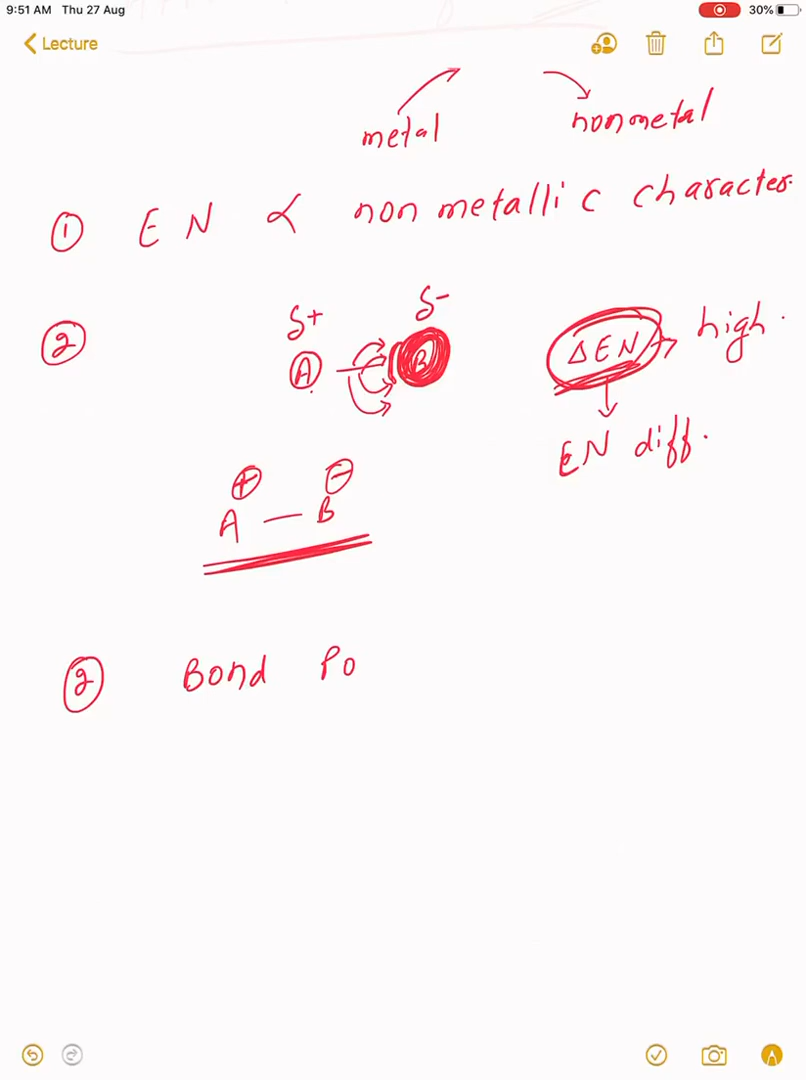 9:51 AM Thu 27 Aug
30%
Lecture
metal
nonmetal
① EN ∝ non metallic character.
② δ+ δ-
A B ΔEN → high.
EN diff.
⊕ ⊖
A — B
② Bond Po